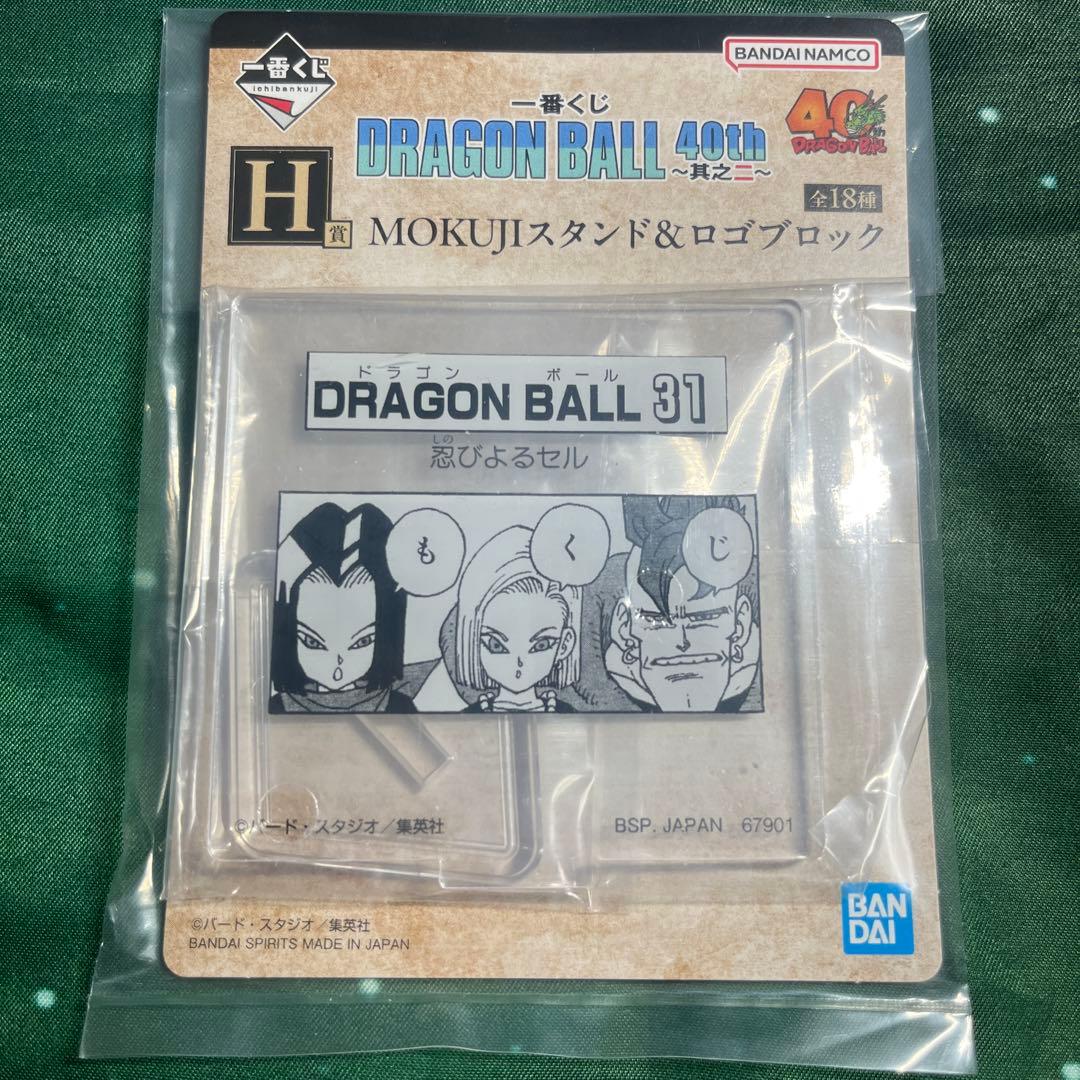 一番くじ
ichibankuji
BANDAI NAMCO
一番くじ
DRAGON BALL 40th
~其之二~
40th
DRAGON BALL
H賞
全18種
MOKUJIスタンド&ロゴブロック
ドラゴン ボール
DRAGON BALL 31
しの
忍びよるセル
も
く
じ
©バード・スタジオ/集英社
BSP. JAPAN 67901
©バード・スタジオ/集英社
BANDAI SPIRITS MADE IN JAPAN
BAN
DAI